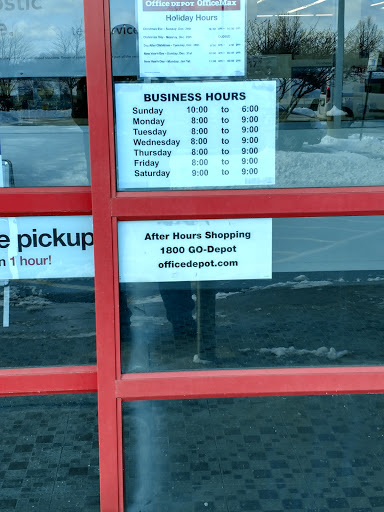 Office DEPOT OfficeMax
Holiday Hours
BUSINESS HOURS
Sunday 10:00 to 6:00
Monday 8:00 to 9:00
Tuesday 8:00 to 9:00
Wednesday 8:00 to 9:00
Thursday 8:00 to 9:00
Friday 8:00 to 9:00
Saturday 9:00 to 9:00
e pickup
n 1 hour!
After Hours Shopping
1800 GO-Depot
officedepot.com